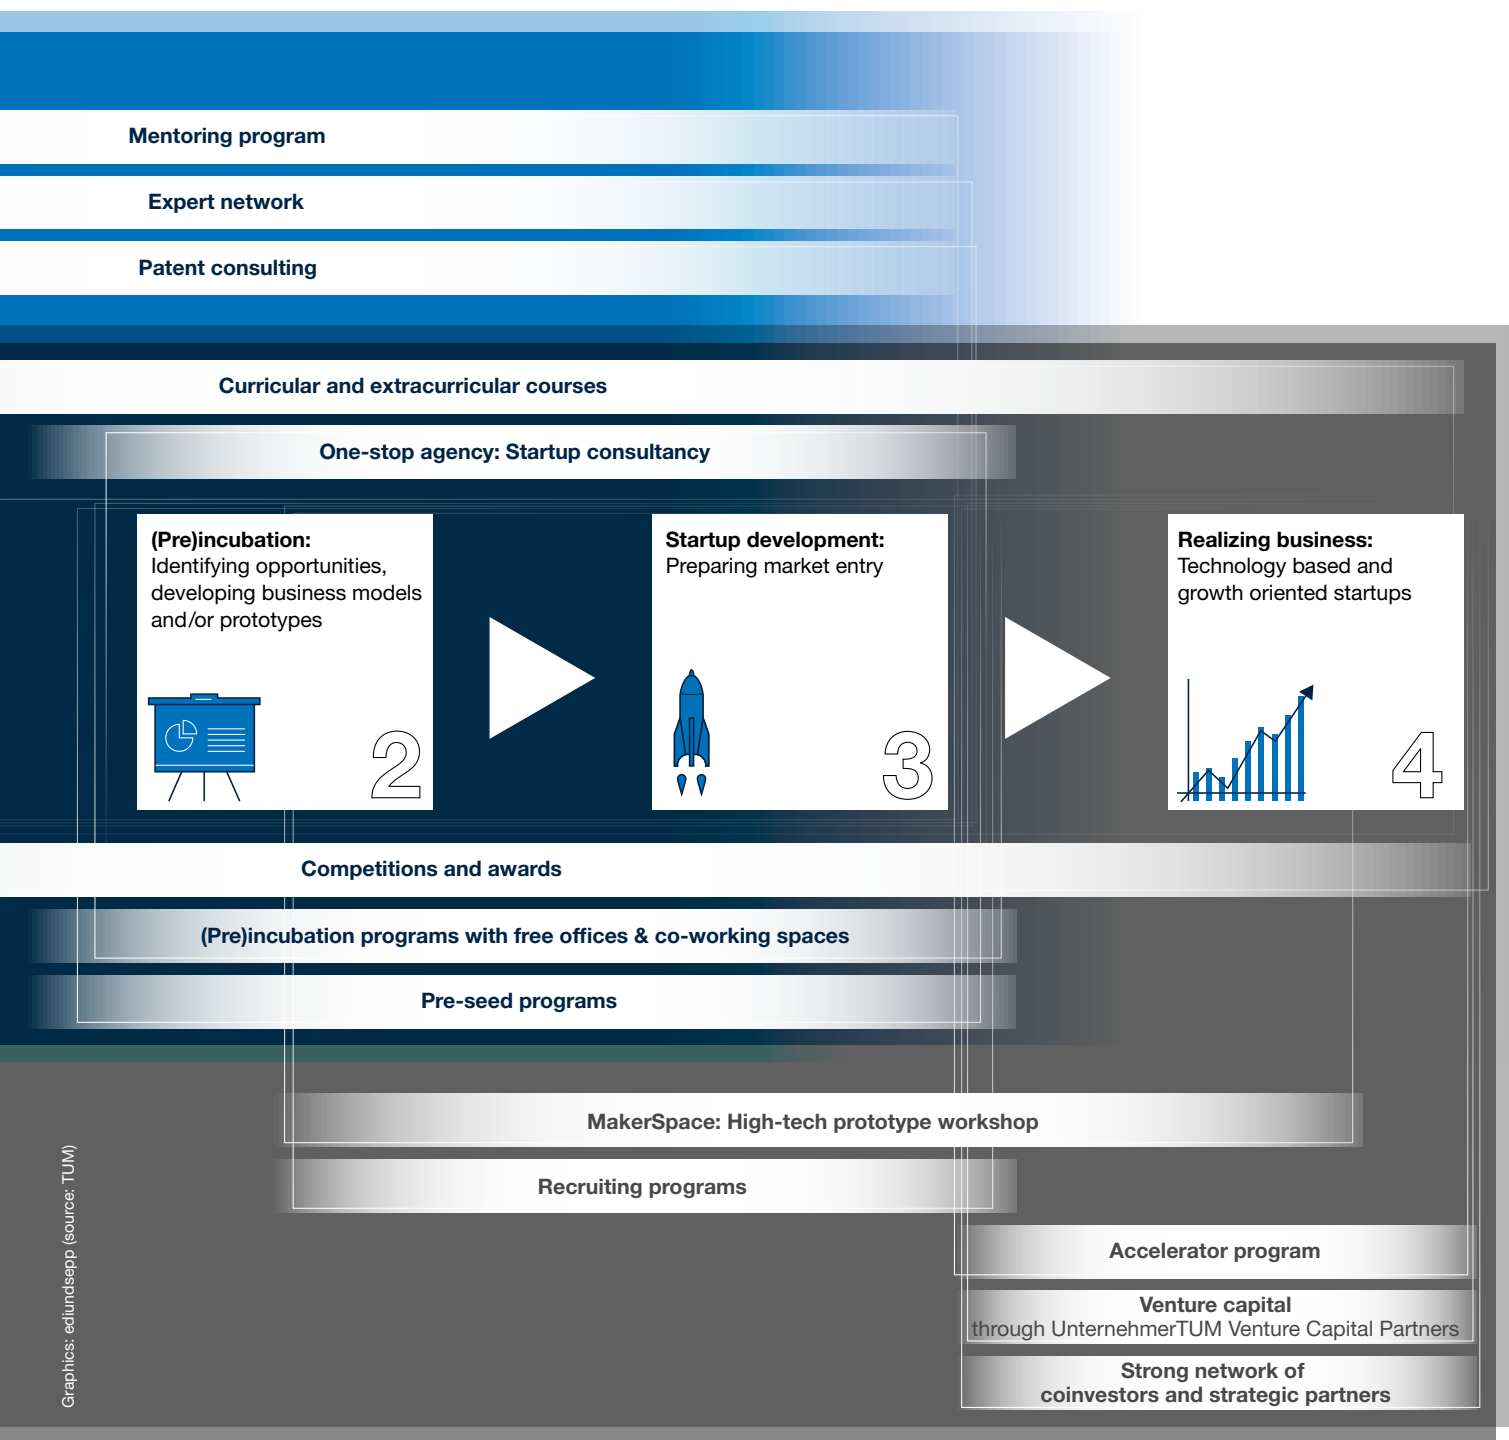 Mentoring program
Expert network
Patent consulting
Curricular and extracurricular courses
One-stop agency: Startup consultancy
(Pre)incubation:
Identifying opportunities,
developing business models
and/or prototypes
2
Startup development:
Preparing market entry
3
Realizing business:
Technology based and
growth oriented startups
4
Competitions and awards
(Pre)incubation programs with free offices & co-working spaces
Pre-seed programs
MakerSpace: High-tech prototype workshop
Recruiting programs
Accelerator program
Venture capital
through UnternehmerTUM Venture Capital Partners
Strong network of
coinvestors and strategic partners
Graphics: ediundsepp (source: TUM)